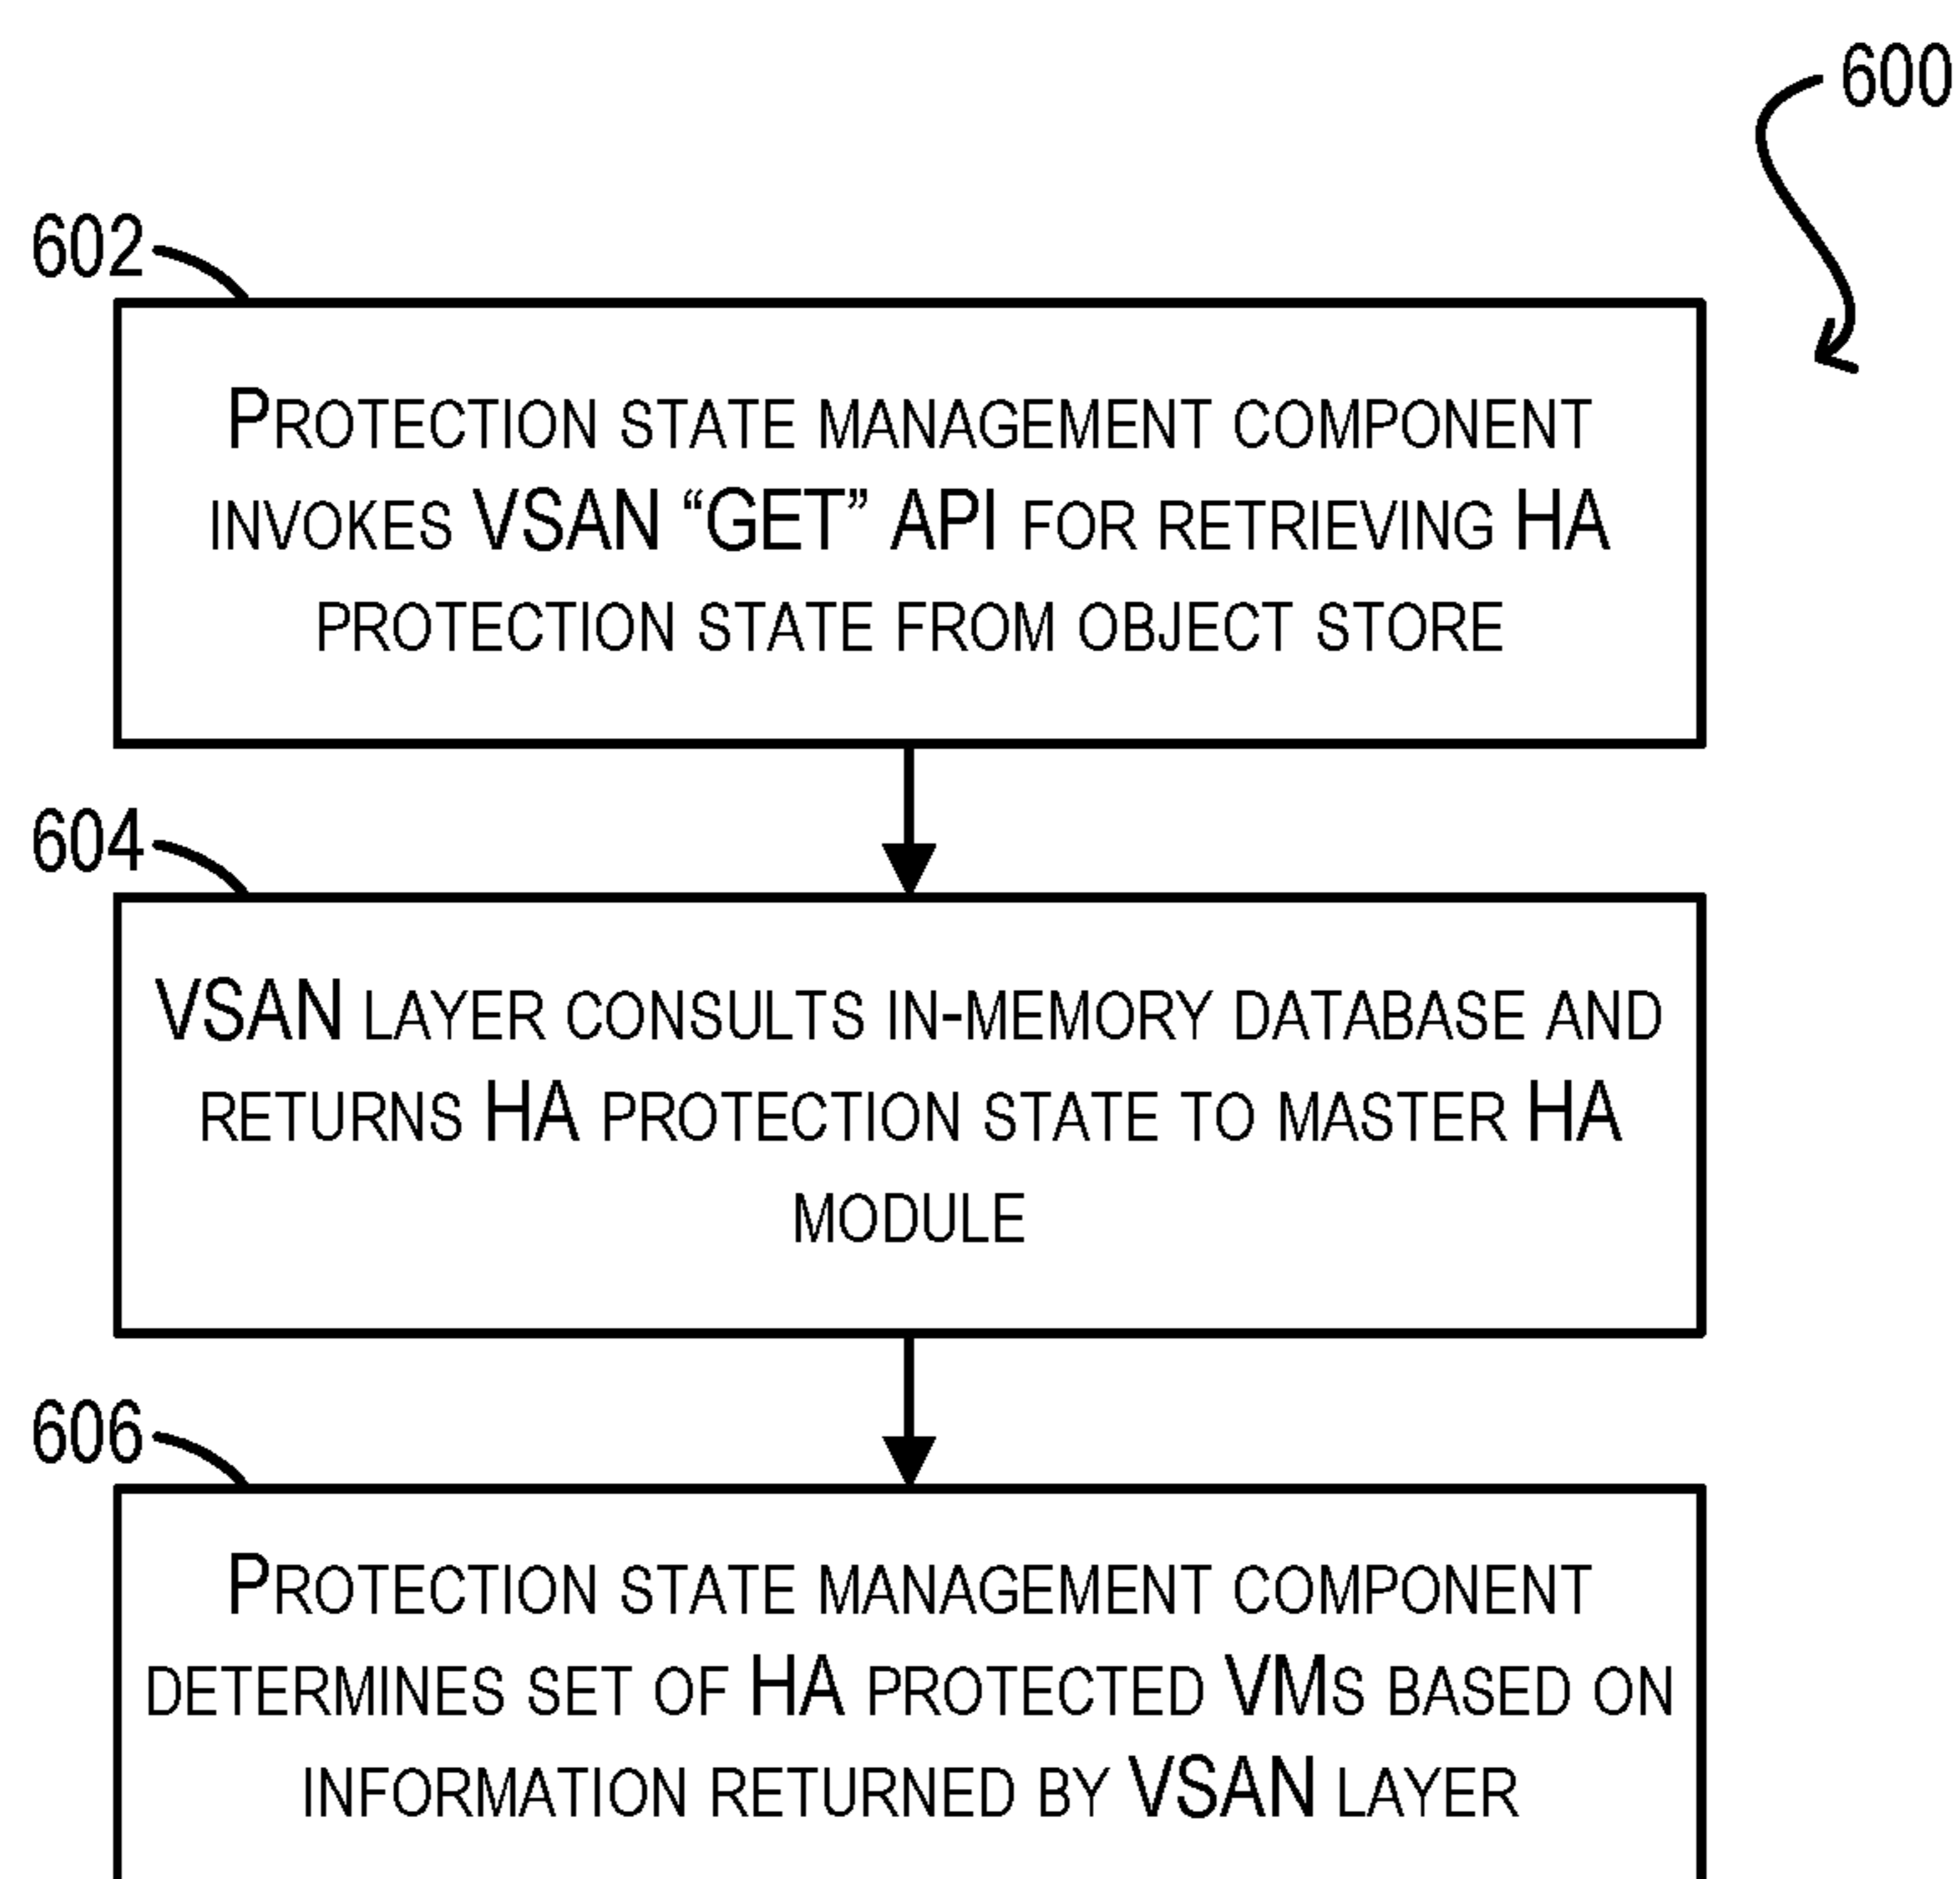 600
602
PROTECTION STATE MANAGEMENT COMPONENT
INVOKES VSAN “GET” API FOR RETRIEVING HA
PROTECTION STATE FROM OBJECT STORE
604
VSAN LAYER CONSULTS IN-MEMORY DATABASE AND
RETURNS HA PROTECTION STATE TO MASTER HA
MODULE
606
PROTECTION STATE MANAGEMENT COMPONENT
DETERMINES SET OF HA PROTECTED VMS BASED ON
INFORMATION RETURNED BY VSAN LAYER